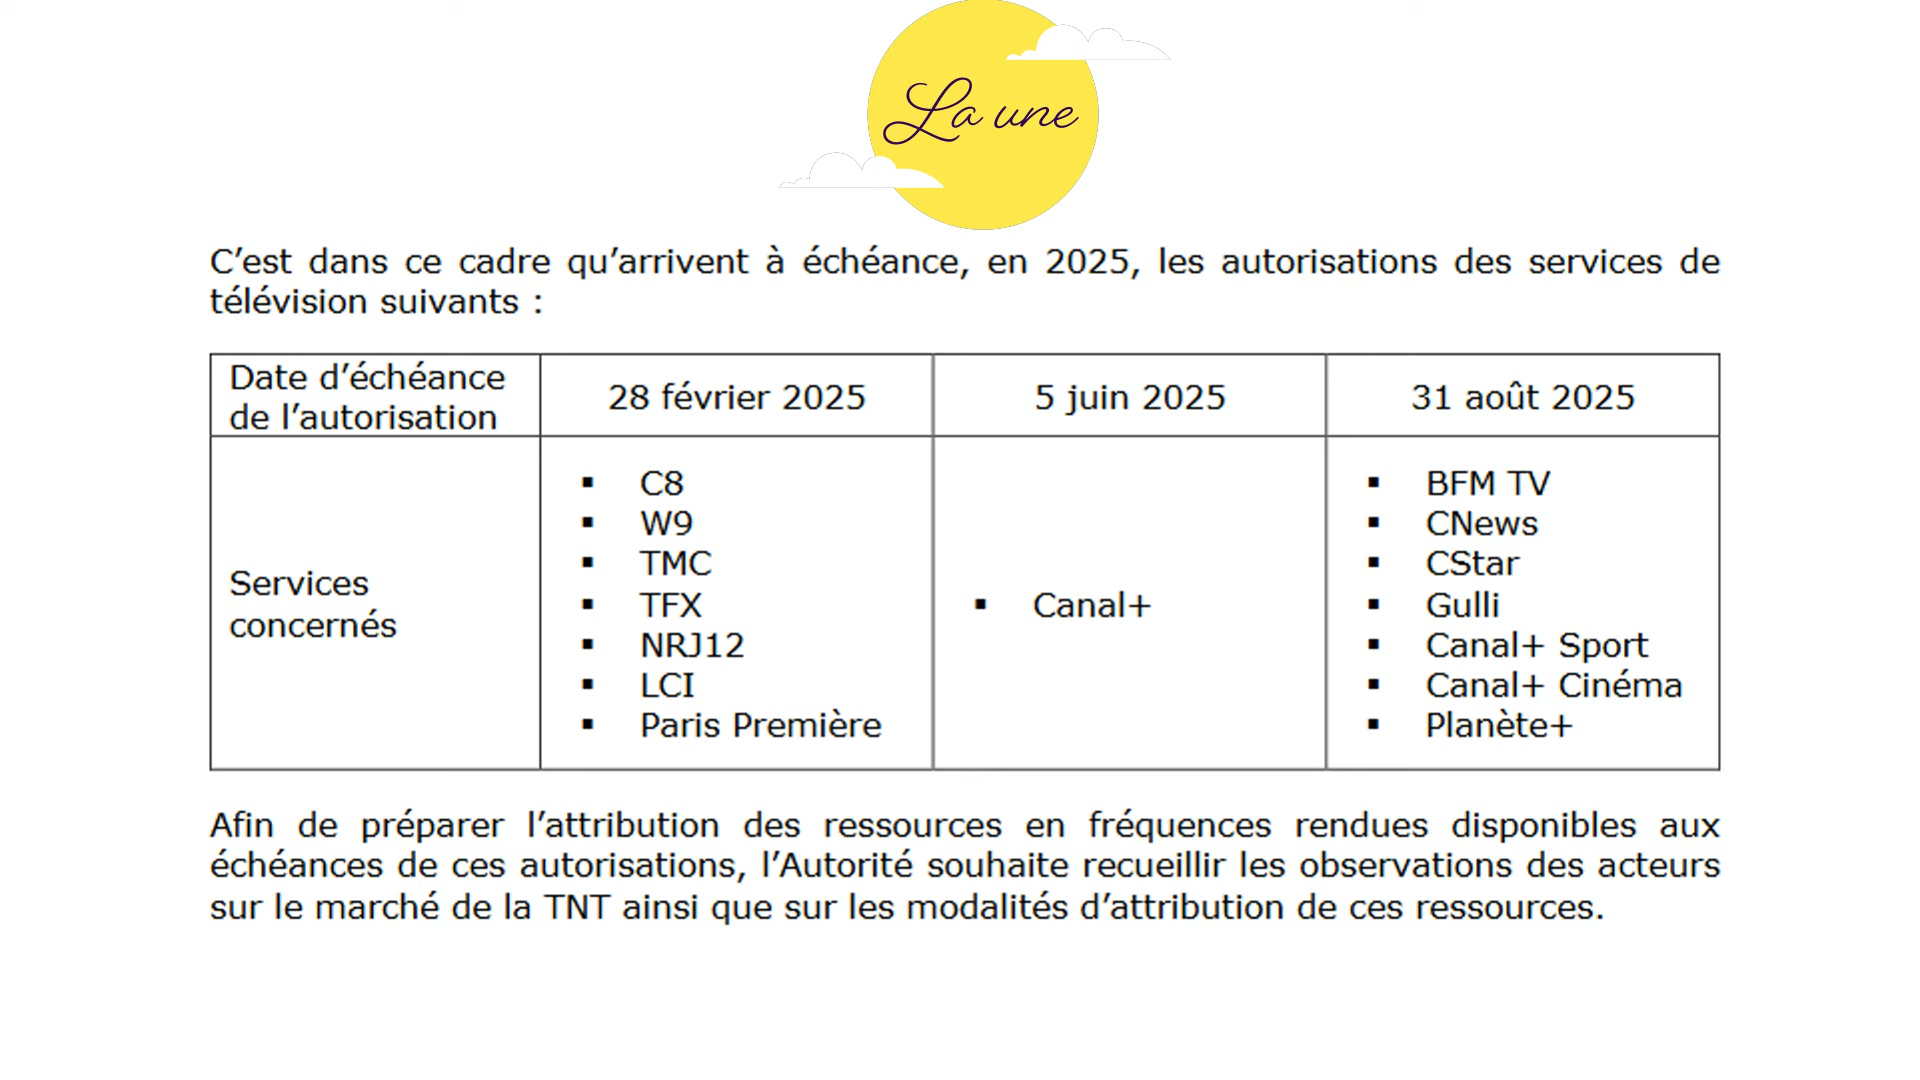 La une
C’est dans ce cadre qu’arrivent à échéance, en 2025, les autorisations des services de
télévision suivants :
Date d’échéance
de l’autorisation
28 février 2025
5 juin 2025
31 août 2025
Services
concernés
▪ C8
▪ W9
▪ TMC
▪ TFX
▪ NRJ12
▪ LCI
▪ Paris Première
▪ Canal+
▪ BFM TV
▪ CNews
▪ CStar
▪ Gulli
▪ Canal+ Sport
▪ Canal+ Cinéma
▪ Planète+
Afin de préparer l’attribution des ressources en fréquences rendues disponibles aux
échéances de ces autorisations, l’Autorité souhaite recueillir les observations des acteurs
sur le marché de la TNT ainsi que sur les modalités d’attribution de ces ressources.